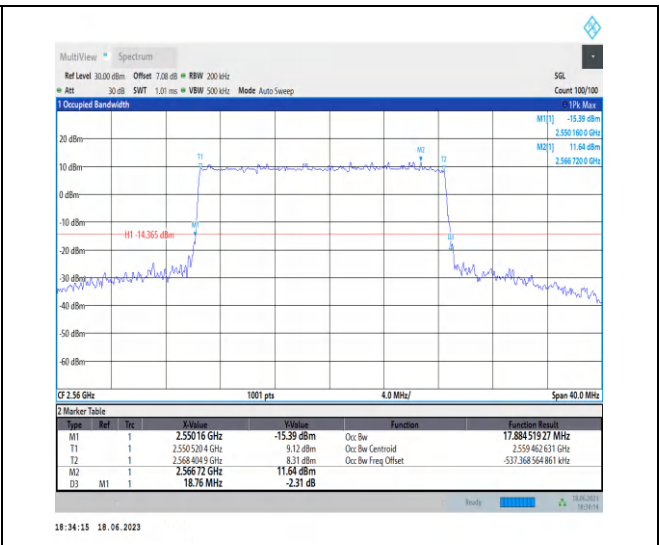 MultiView Spectrum
Ref Level 30.00 dBm Offset 7.08 dB RBW 200 kHz SGL
Att 30 dB SWT 1.01 ms VBW 500 kHz Mode Auto Sweep Count 100/100
1 Occupied Bandwidth 1Pk Max
M1[1] -15.39 dBm
2.550 160 0 GHz
20 dBm
M2[1] 11.64 dBm
2.566 720 0 GHz
T1 M2 T2
10 dBm
0 dBm
-10 dBm
M1
H1 -14.365 dBm
-20 dBm
-30 dBm
-40 dBm
-50 dBm
-60 dBm
CF 2.56 GHz 1001 pts 4.0 MHz/ Span 40.0 MHz
2 Marker Table
Type Ref Trc X-Value Y-Value Function Function Result
M1 1 2.55016 GHz -15.39 dBm Occ Bw 17.884 519 27 MHz
T1 1 2.550 520 4 GHz 9.12 dBm Occ Bw Centroid 2.559 462 631 GHz
T2 1 2.568 404 9 GHz 8.31 dBm Occ Bw Freq Offset -537.368 564 861 kHz
M2 1 2.56672 GHz 11.64 dBm
D3 M1 1 18.76 MHz -2.31 dB
Ready 18.06.2023
18:34:15 18.06.2023